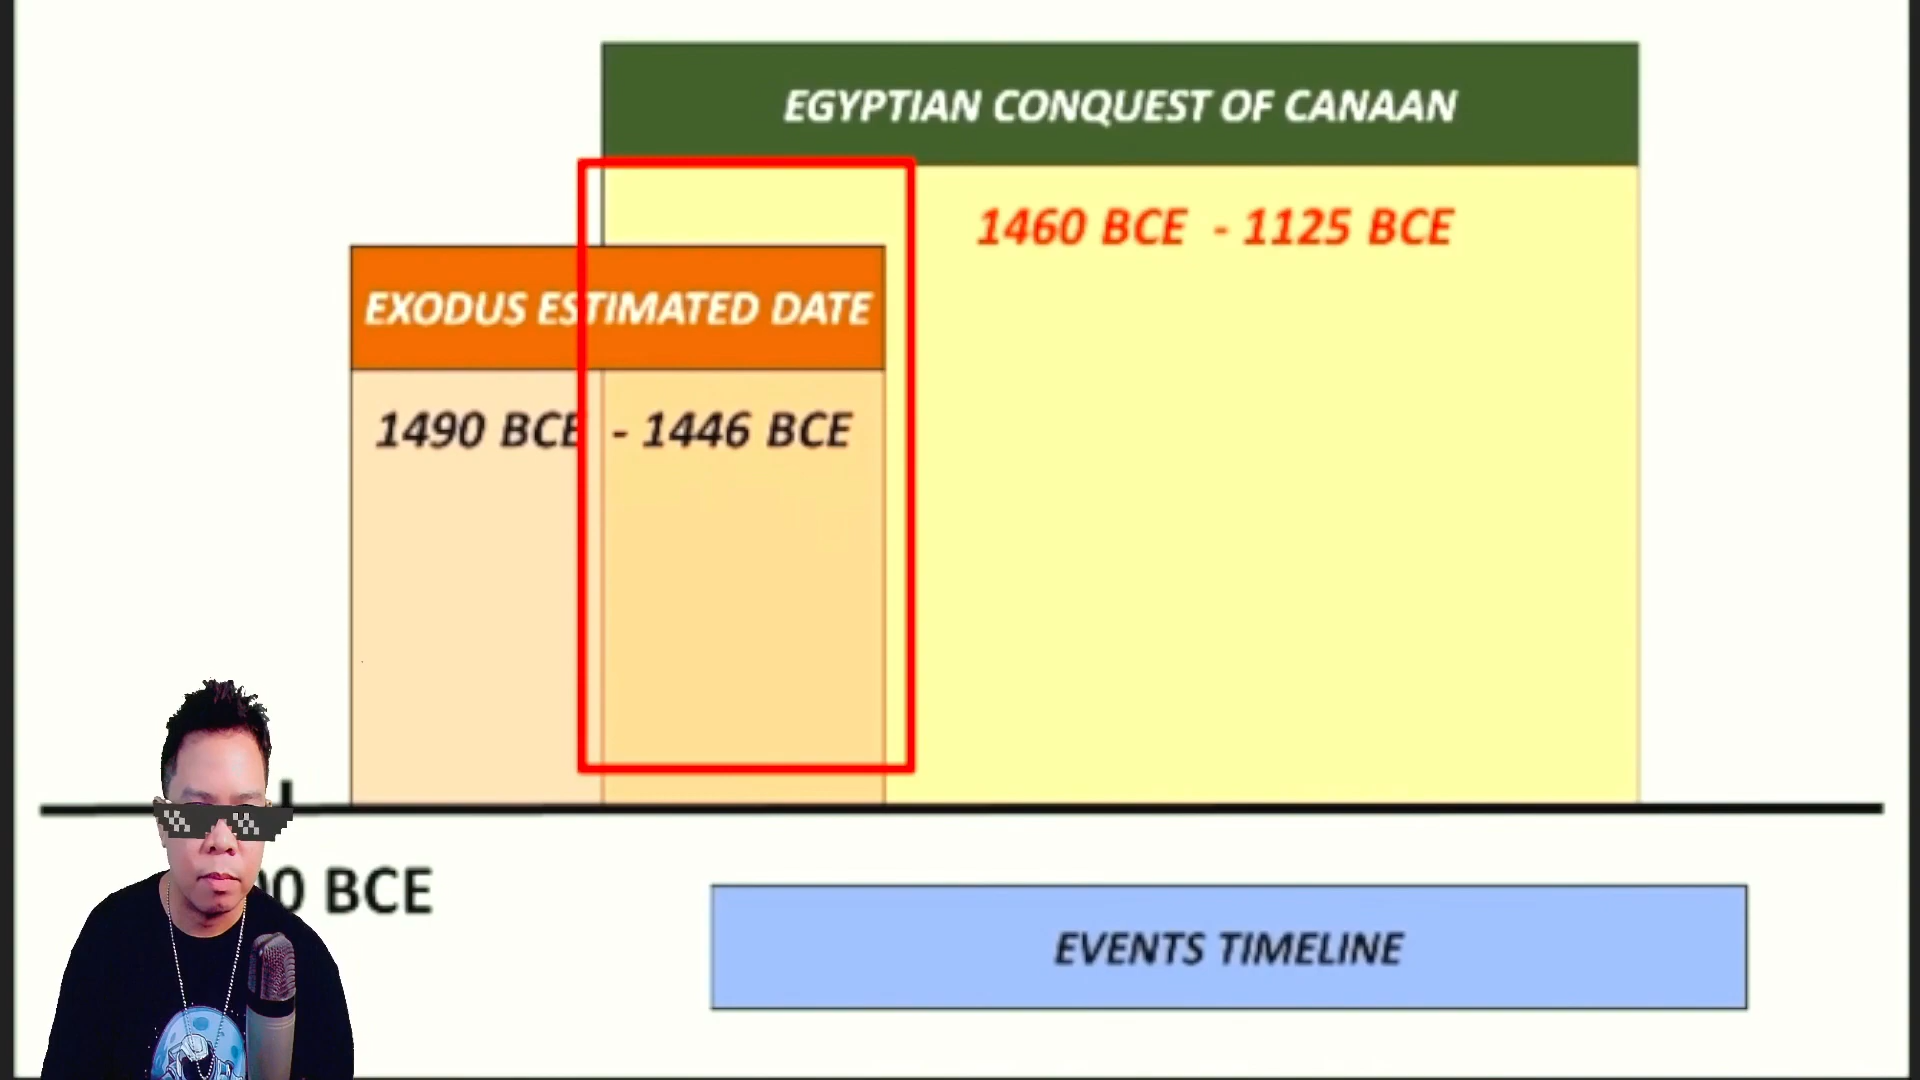 EGYPTIAN CONQUEST OF CANAAN
1460 BCE - 1125 BCE
EXODUS ESTIMATED DATE
1490 BCE - 1446 BCE
BCE
EVENTS TIMELINE